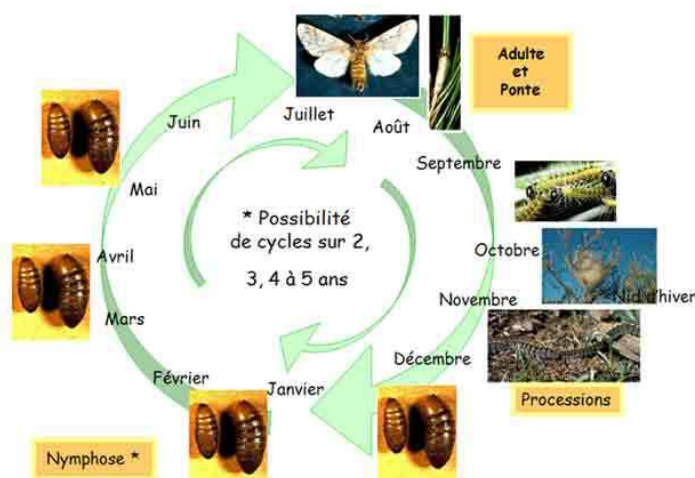 Adulte
et
Ponte
Juillet
Août
Juin
Septembre
Mai
* Possibilité
de cycles sur 2,
3, 4 à 5 ans
Octobre
Avril
Nid d'hiver
Novembre
Mars
Décembre
Février
Janvier
Processions
Nymphose *